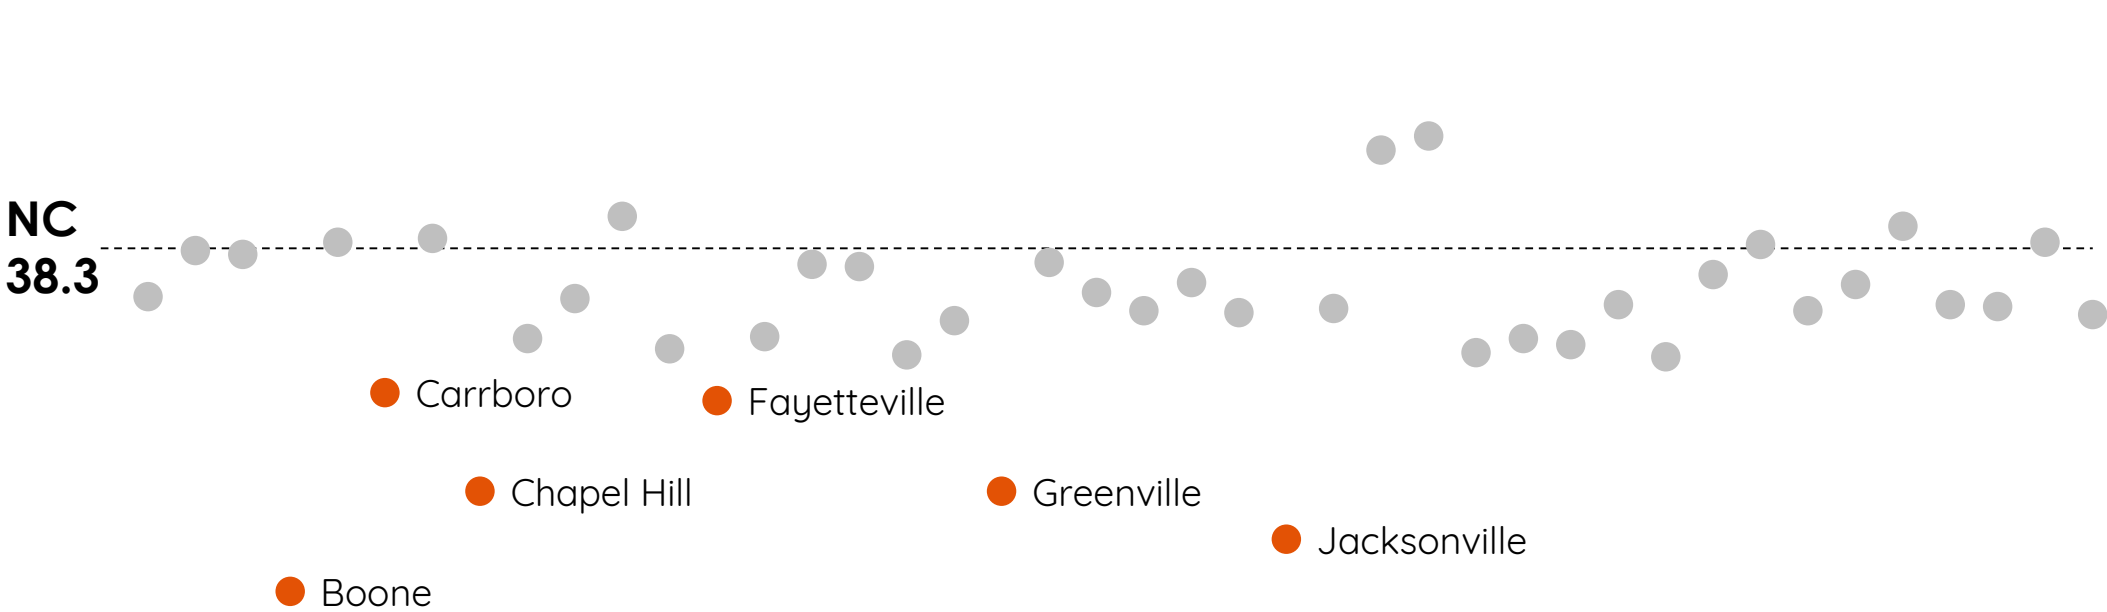 NC
38.3
Carrboro
Fayetteville
Chapel Hill
Greenville
Jacksonville
Boone